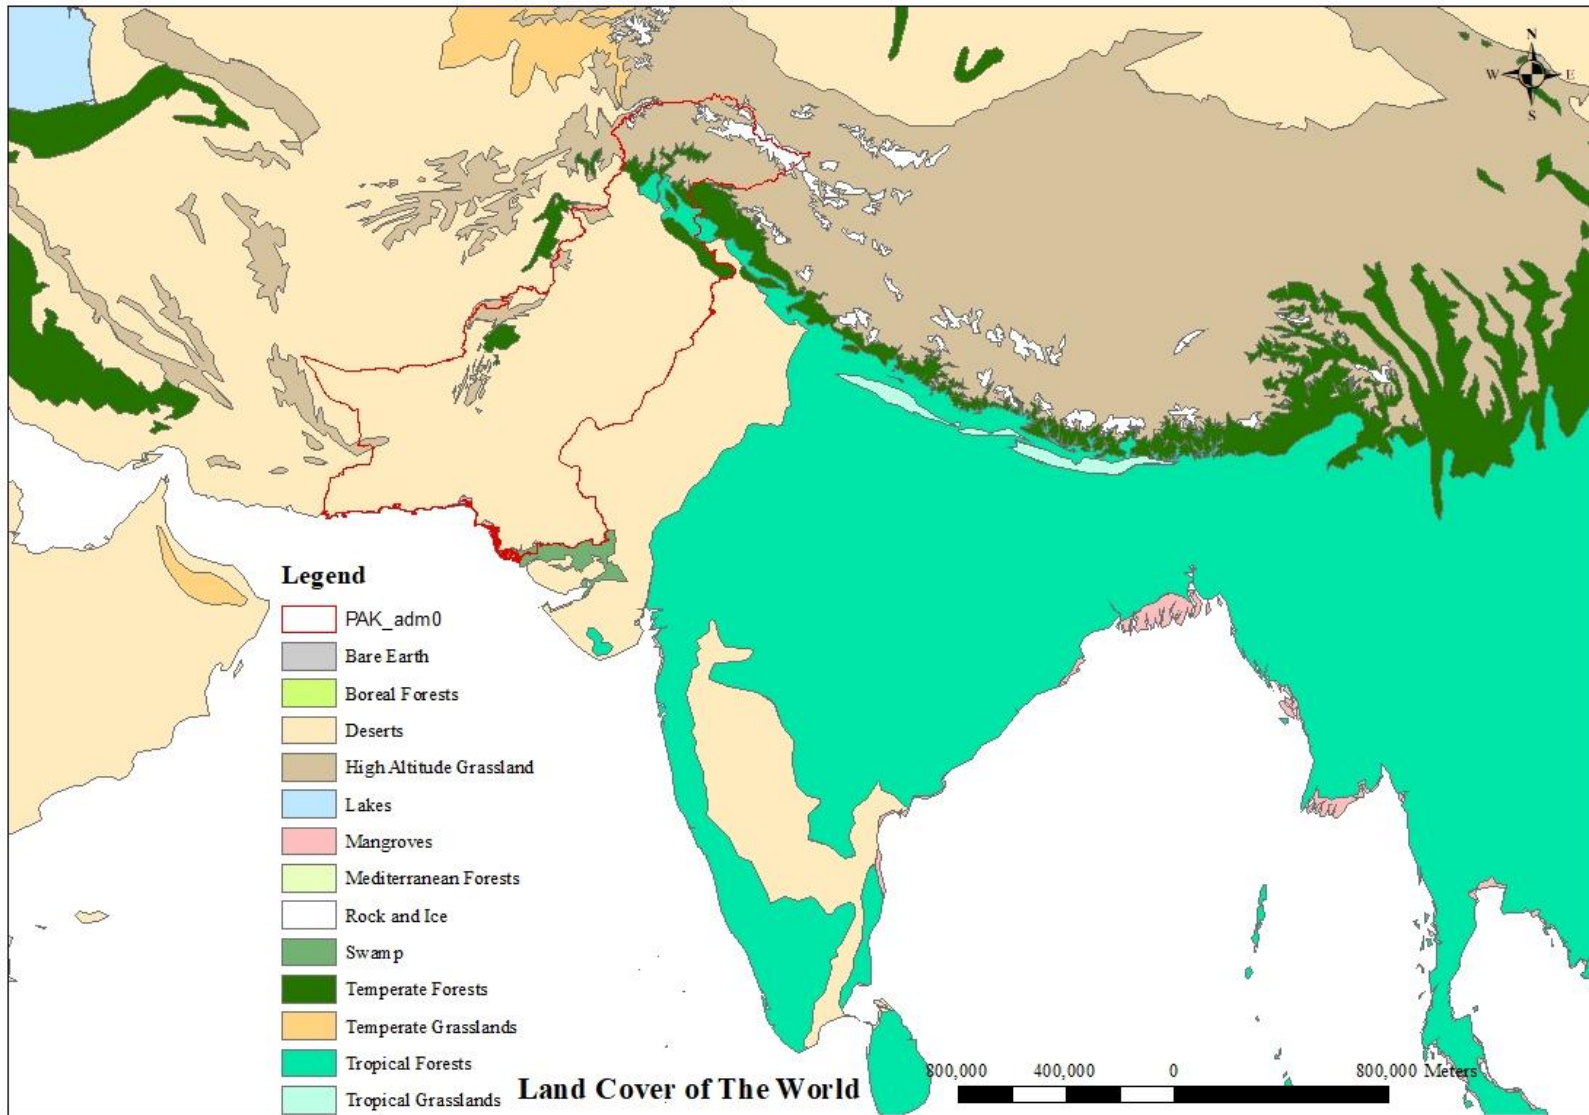 N
W E
S
Legend
PAK_adm0
Bare Earth
Boreal Forests
Deserts
High Altitude Grassland
Lakes
Mangroves
Mediterranean Forests
Rock and Ice
Swamp
Temperate Forests
Temperate Grasslands
Tropical Forests
Tropical Grasslands
Land Cover of The World
800,000 400,000 0 800,000 Meters